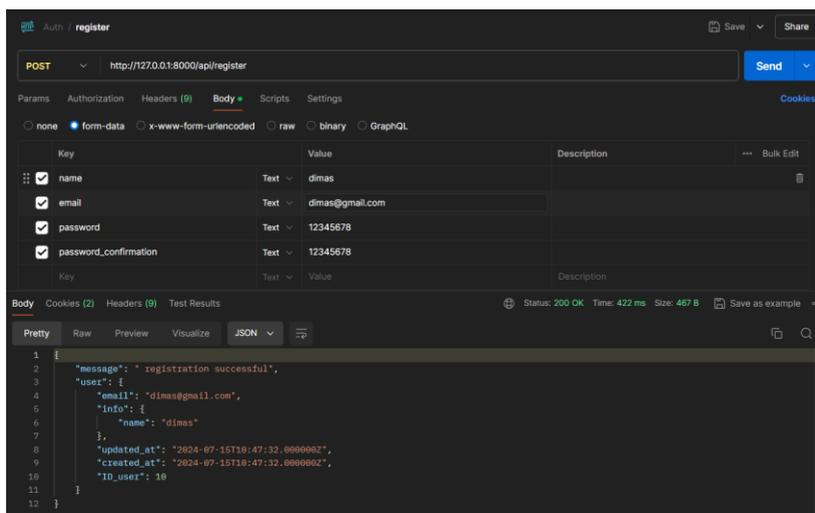 HTTP Auth / register Save Share
POST http://127.0.0.1:8000/api/register Send
Params Authorization Headers (9) Body Scripts Settings Cookies
none form-data x-www-form-urlencoded raw binary GraphQL
Key Value Description ... Bulk Edit
name Text dimas
email Text dimas@gmail.com
password Text 12345678
password_confirmation Text 12345678
Key Text Value Description
Body Cookies (2) Headers (9) Test Results Status: 200 OK Time: 422 ms Size: 467 B Save as example
Pretty Raw Preview Visualize JSON
1 {
2 "message": " registration successful",
3 "user": {
4 "email": "dimas@gmail.com",
5 "info": {
6 "name": "dimas"
7 },
8 "updated_at": "2024-07-15T10:47:32.000000Z",
9 "created_at": "2024-07-15T10:47:32.000000Z",
10 "ID_user": 10
11 }
12 }